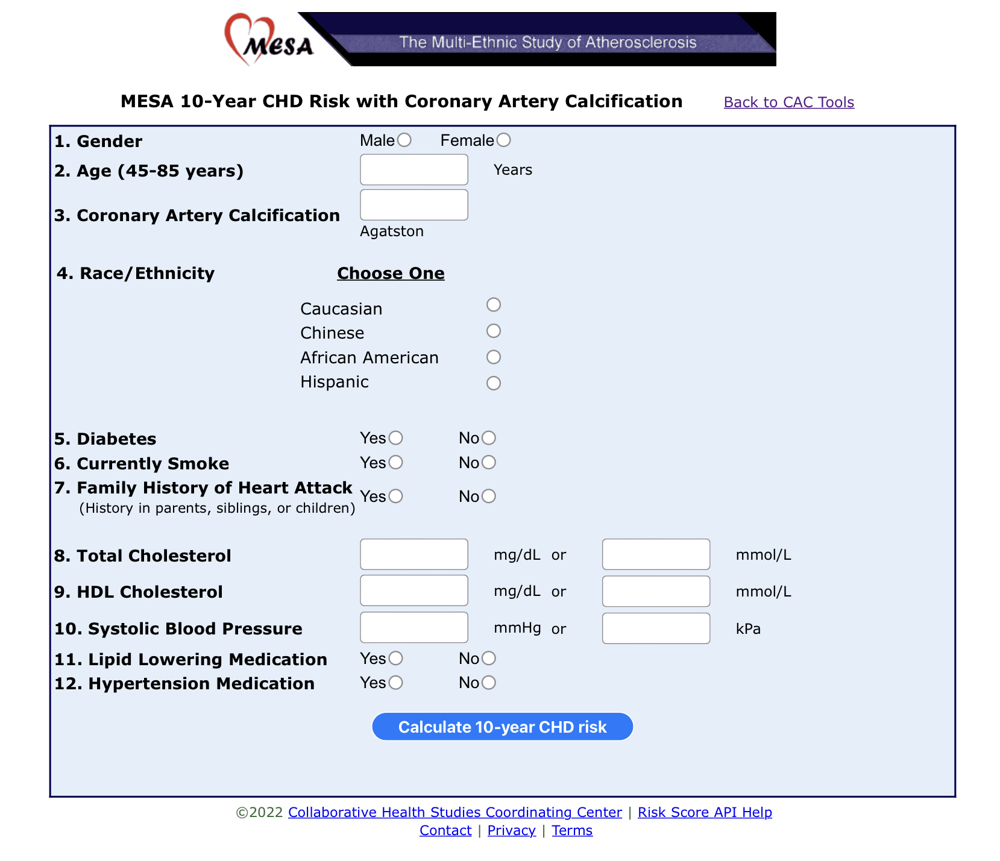 MESA
The Multi-Ethnic Study of Atherosclerosis
MESA 10-Year CHD Risk with Coronary Artery Calcification Back to CAC Tools
1. Gender Male Female
2. Age (45-85 years) Years
3. Coronary Artery Calcification
Agatston
4. Race/Ethnicity Choose One
Caucasian
Chinese
African American
Hispanic
5. Diabetes Yes No
6. Currently Smoke Yes No
7. Family History of Heart Attack Yes No
(History in parents, siblings, or children)
8. Total Cholesterol mg/dL or mmol/L
9. HDL Cholesterol mg/dL or mmol/L
10. Systolic Blood Pressure mmHg or kPa
11. Lipid Lowering Medication Yes No
12. Hypertension Medication Yes No
Calculate 10-year CHD risk
©2022 Collaborative Health Studies Coordinating Center | Risk Score API Help
Contact | Privacy | Terms